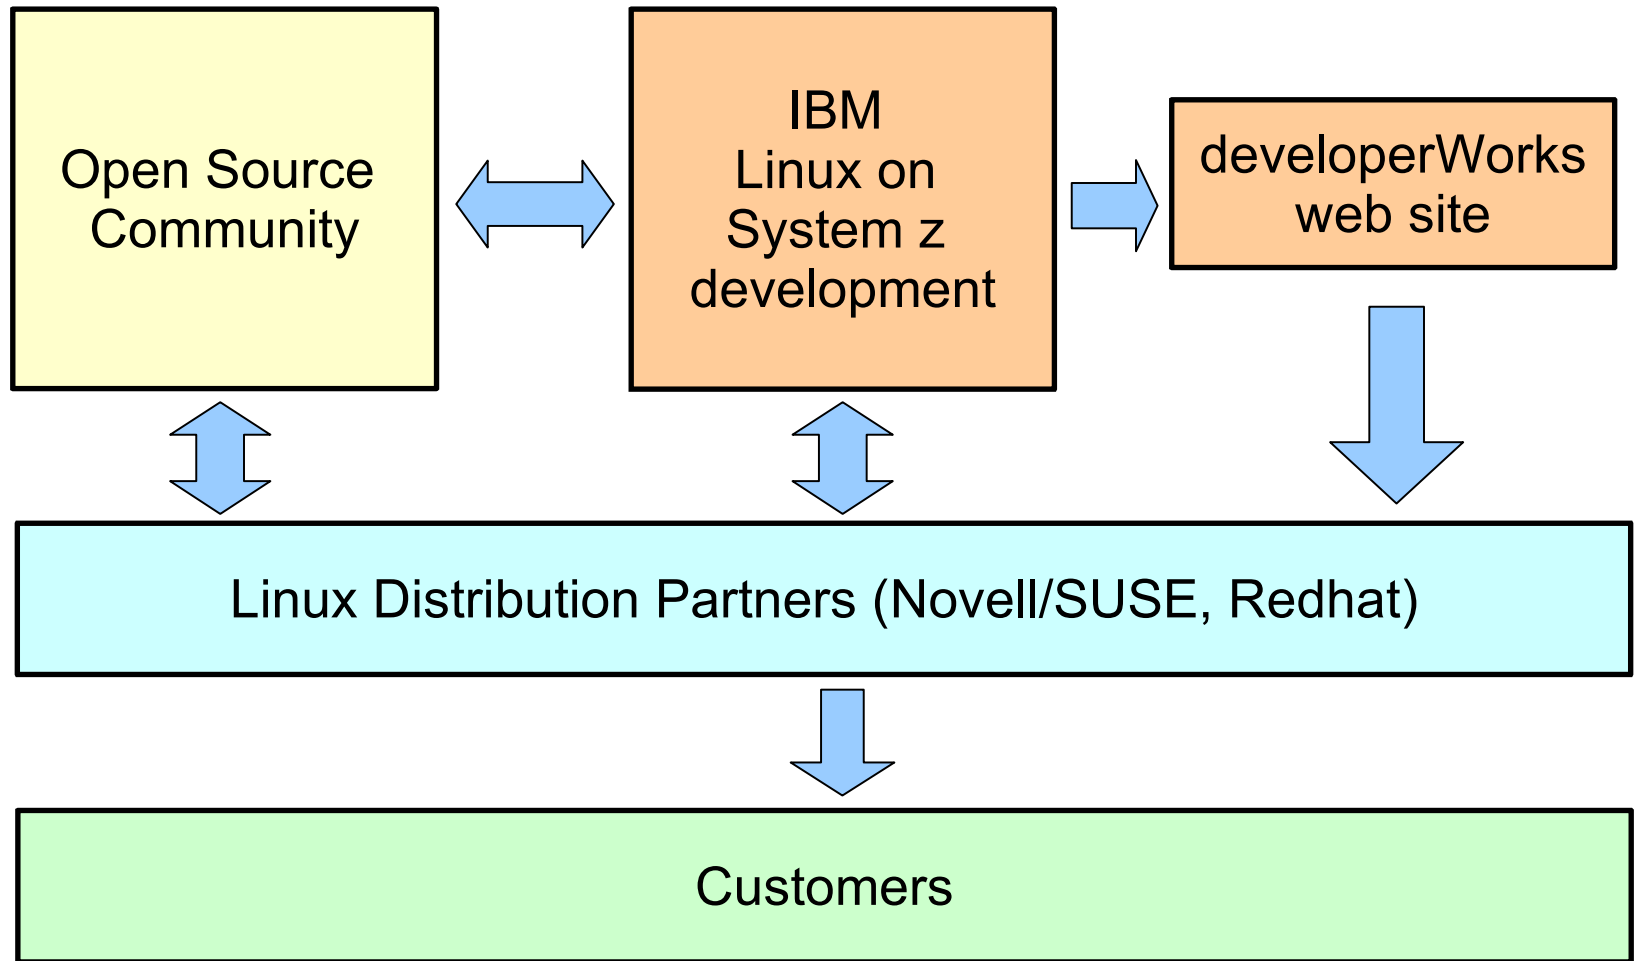 Open Source
Community
IBM
Linux on
System z
development
developerWorks
web site
Linux Distribution Partners (Novell/SUSE, Redhat)
Customers